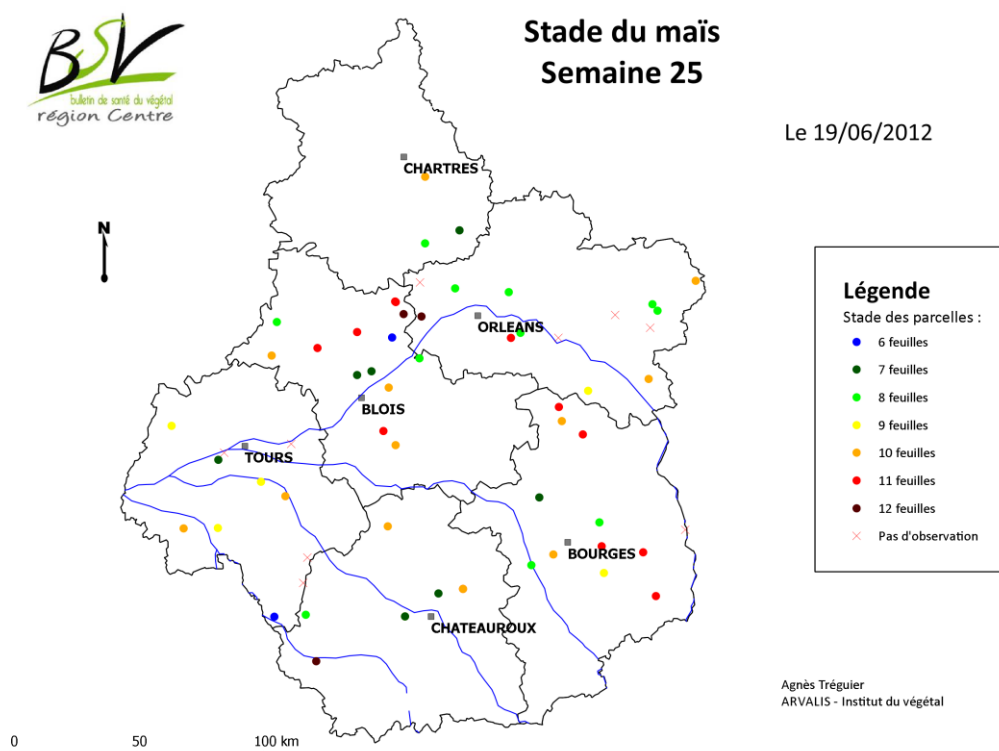 BSV
bulletin de santé du végétal
région Centre
Stade du maïs
Semaine 25
Le 19/06/2012
N
CHARTRES
ORLEANS
BLOIS
TOURS
BOURGES
CHATEAUROUX
Légende
Stade des parcelles :
6 feuilles
7 feuilles
8 feuilles
9 feuilles
10 feuilles
11 feuilles
12 feuilles
Pas d'observation
Agnès Tréguier
ARVALIS - Institut du végétal
0 50 100 km